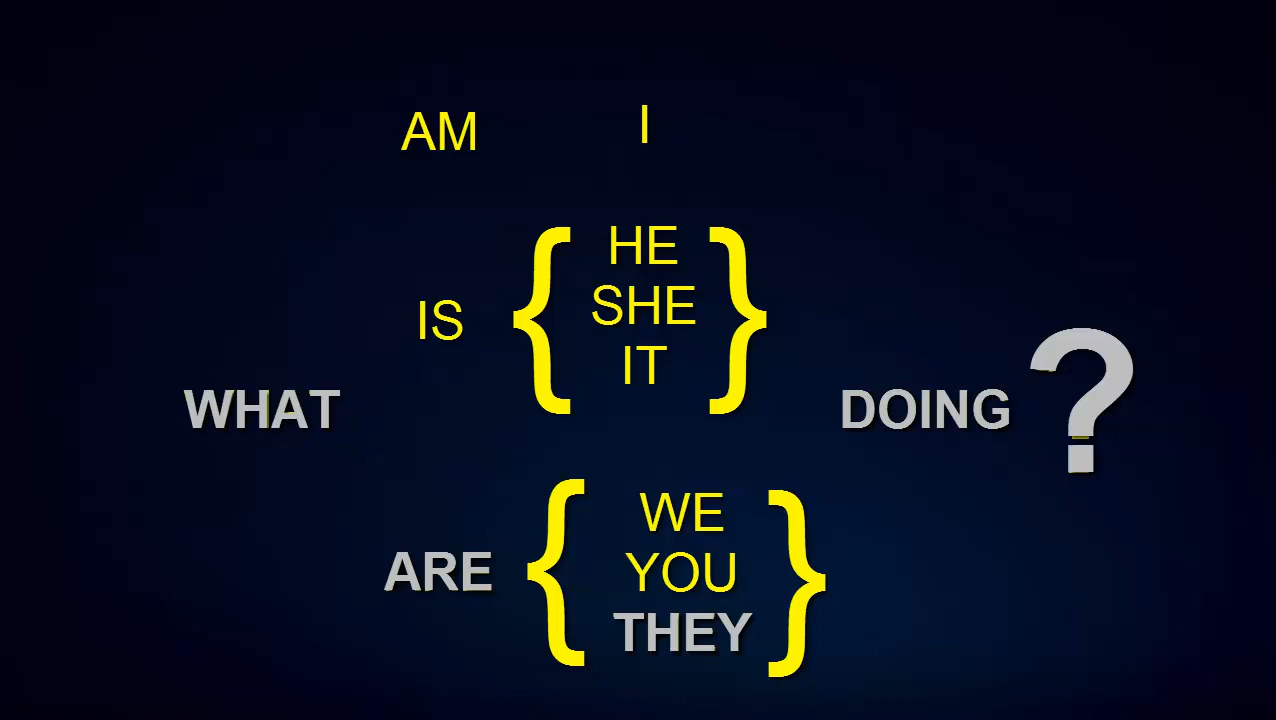 AM I
HE
IS { SHE }
IT
WHAT DOING ?
WE
ARE { YOU }
THEY